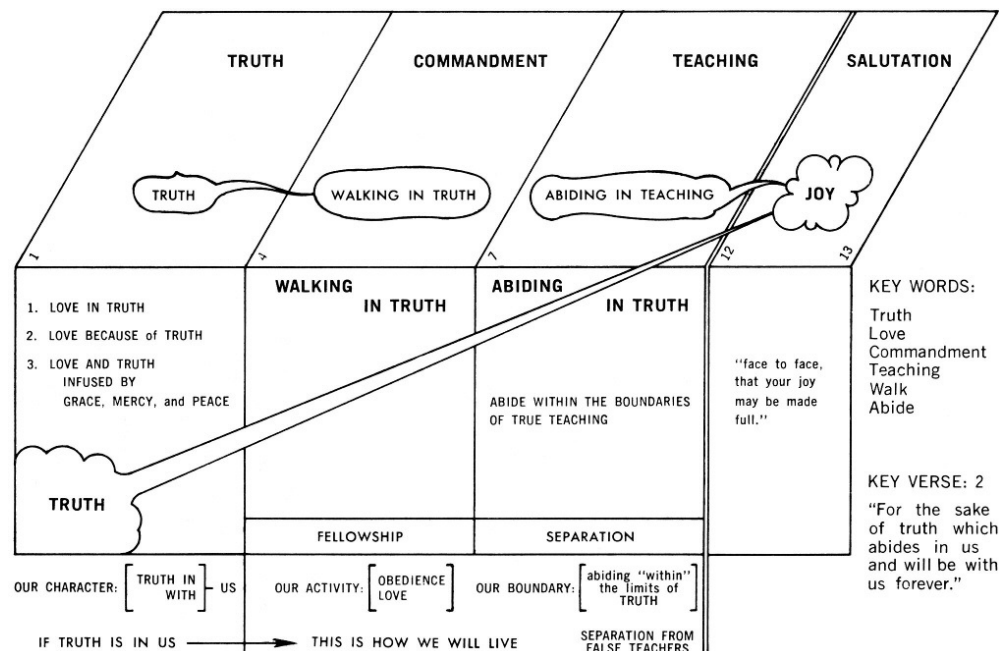 TRUTH
COMMANDMENT
TEACHING
SALUTATION
TRUTH
WALKING IN TRUTH
ABIDING IN TEACHING
JOY
1
4
7
12
13
1. LOVE IN TRUTH
2. LOVE BECAUSE of TRUTH
3. LOVE AND TRUTH
INFUSED BY
GRACE, MERCY, and PEACE
TRUTH
WALKING
IN TRUTH
FELLOWSHIP
ABIDING
IN TRUTH
ABIDE WITHIN THE BOUNDARIES
OF TRUE TEACHING
SEPARATION
"face to face,
that your joy
may be made
full."
KEY WORDS:
Truth
Love
Commandment
Teaching
Walk
Abide
KEY VERSE: 2
"For the sake
of truth which
abides in us
and will be with
us forever."
OUR CHARACTER: TRUTH IN
WITH US
OUR ACTIVITY: OBEDIENCE
LOVE
OUR BOUNDARY: abiding "within"
the limits of
TRUTH
IF TRUTH IS IN US THIS IS HOW WE WILL LIVE
SEPARATION FROM
FALSE TEACHERS